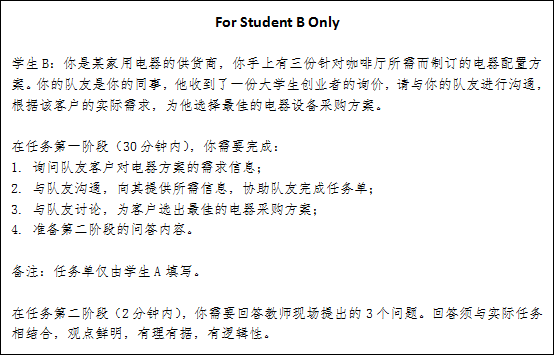 For Student B Only
学生 B：你是某家用电器的供货商，你手上有三份针对咖啡厅所需而制订的电器配置方
案。你的队友是你的同事，他收到了一份大学生创业者的询价，请与你的队友进行沟通，
根据该客户的实际需求，为他选择最佳的电器设备采购方案。
在任务第一阶段（30 分钟内），你需要完成：
1. 询问队友客户对电器方案的需求信息；
2. 与队友沟通，向其提供所需信息，协助队友完成任务单；
3. 与队友讨论，为客户选出最佳的电器采购方案；
4. 准备第二阶段的问答内容。
备注：任务单仅由学生 A 填写。
在任务第二阶段（2 分钟内），你需要回答教师现场提出的 3 个问题。回答须与实际任务
相结合，观点鲜明，有理有据，有逻辑性。